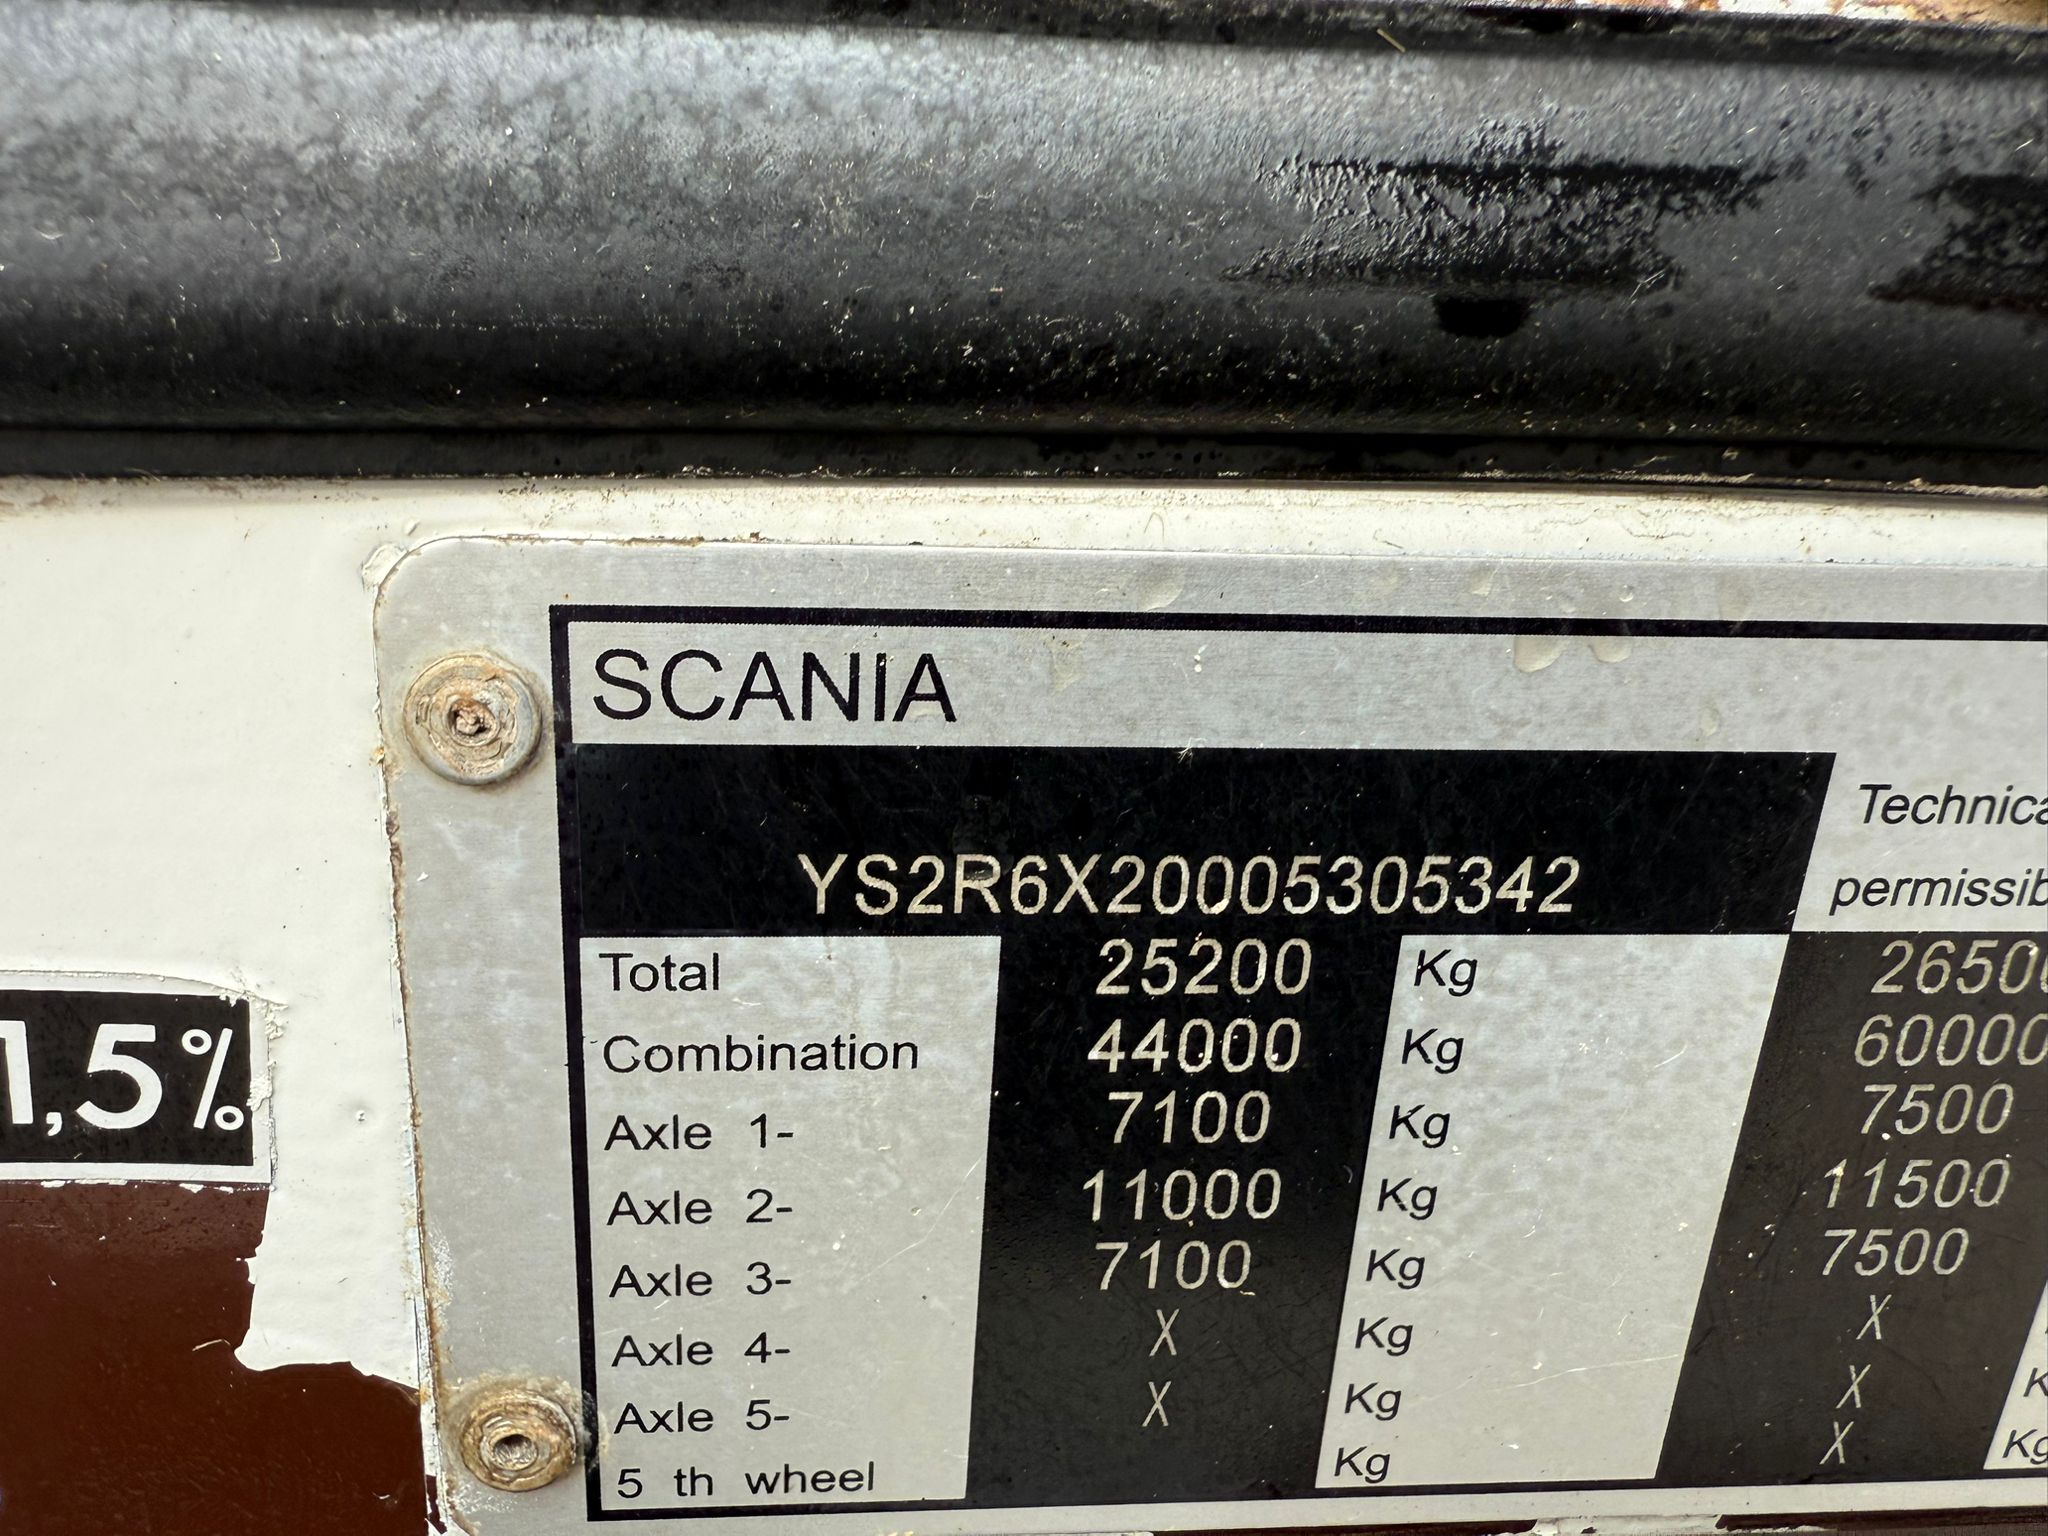 SCANIA
Technica
permissib
YS2R6X20005305342
Total 25200 Kg 26500
Combination 44000 Kg 60000
Axle 1- 7100 Kg 7500
Axle 2- 11000 Kg 11500
Axle 3- 7100 Kg 7500
Axle 4- X Kg X
Axle 5- X Kg X K
5 th wheel Kg X Kg
1,5%